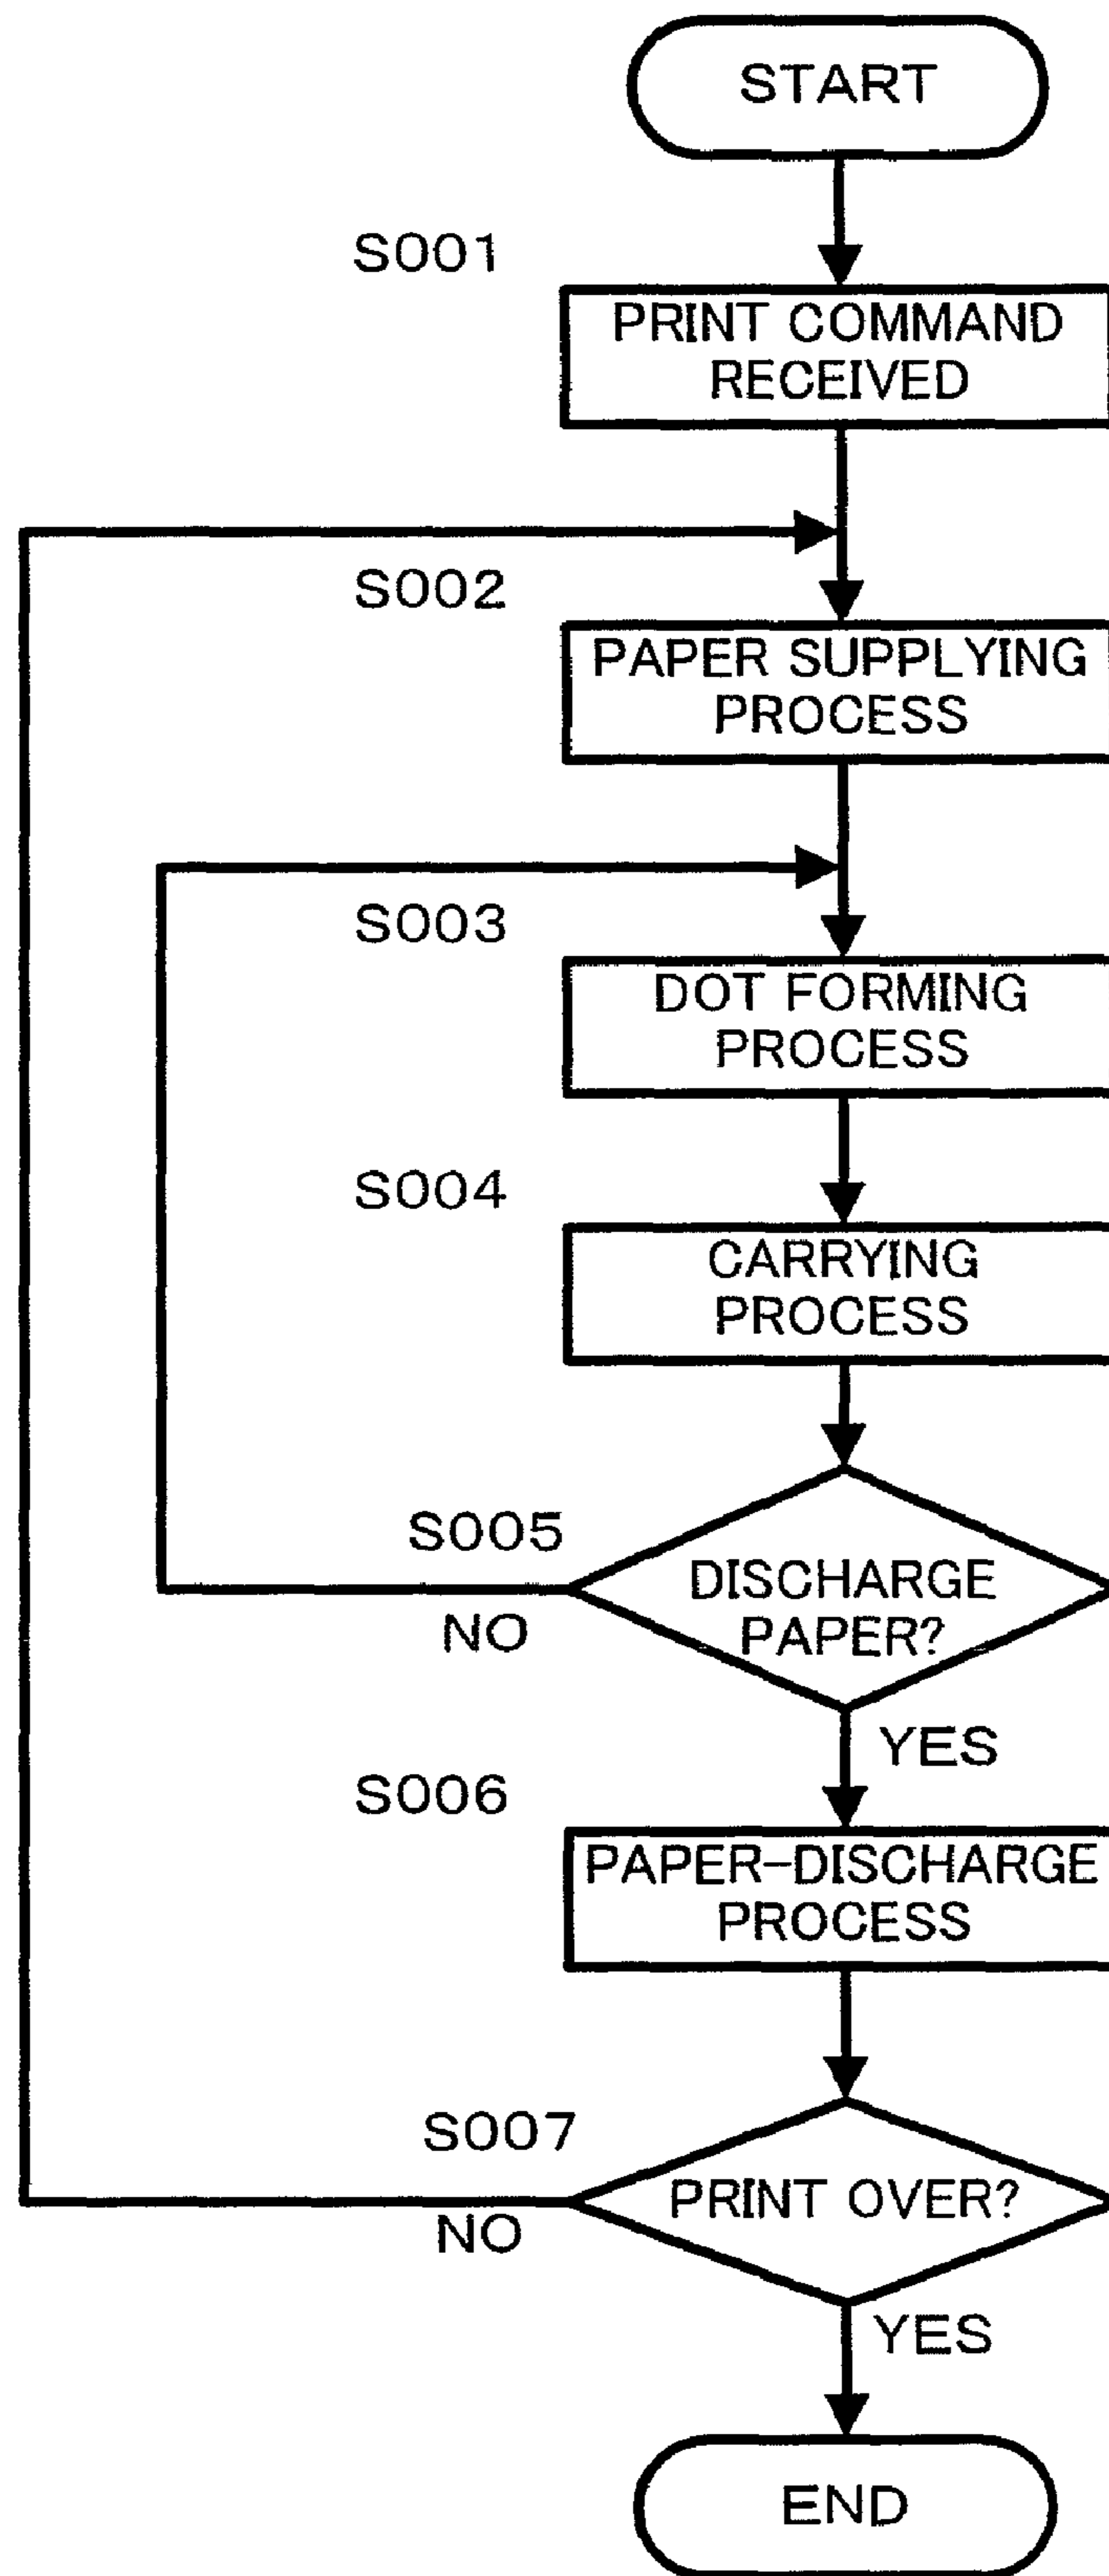 START
S001
PRINT COMMAND
RECEIVED
S002
PAPER SUPPLYING
PROCESS
S003
DOT FORMING
PROCESS
S004
CARRYING
PROCESS
S005
DISCHARGE
PAPER?
NO
YES
S006
PAPER-DISCHARGE
PROCESS
S007
PRINT OVER?
NO
YES
END